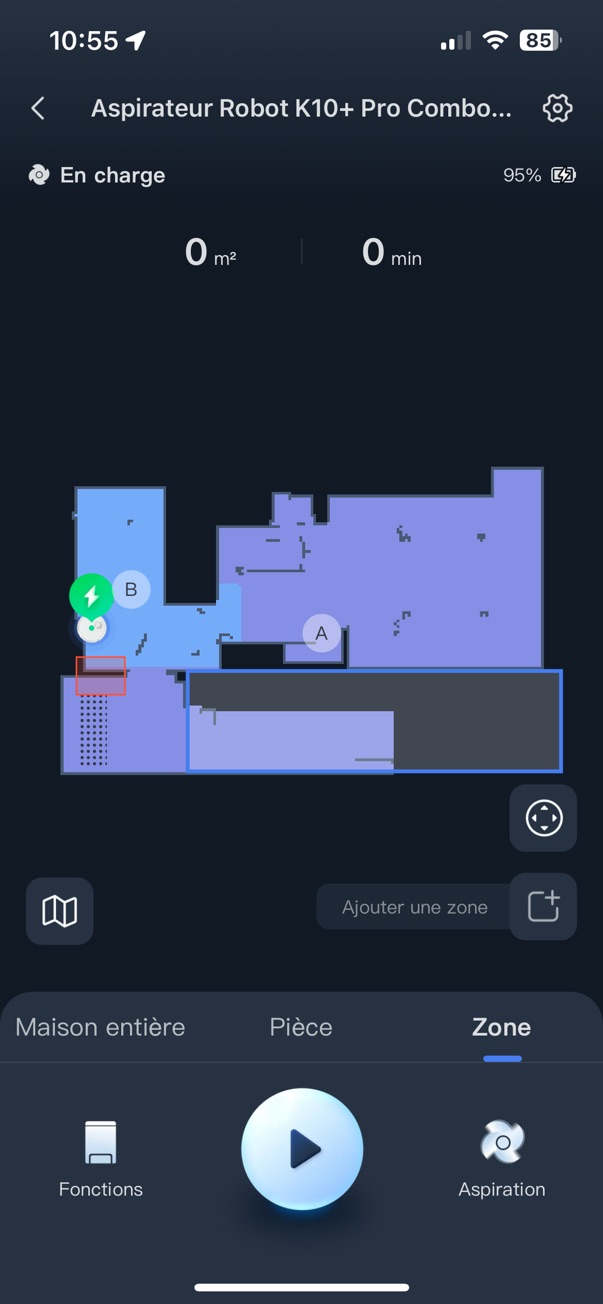 10:55
85
Aspirateur Robot K10+ Pro Combo...
En charge
95%
0 m²
0 min
B
A
Ajouter une zone
Maison entière
Pièce
Zone
Fonctions
Aspiration